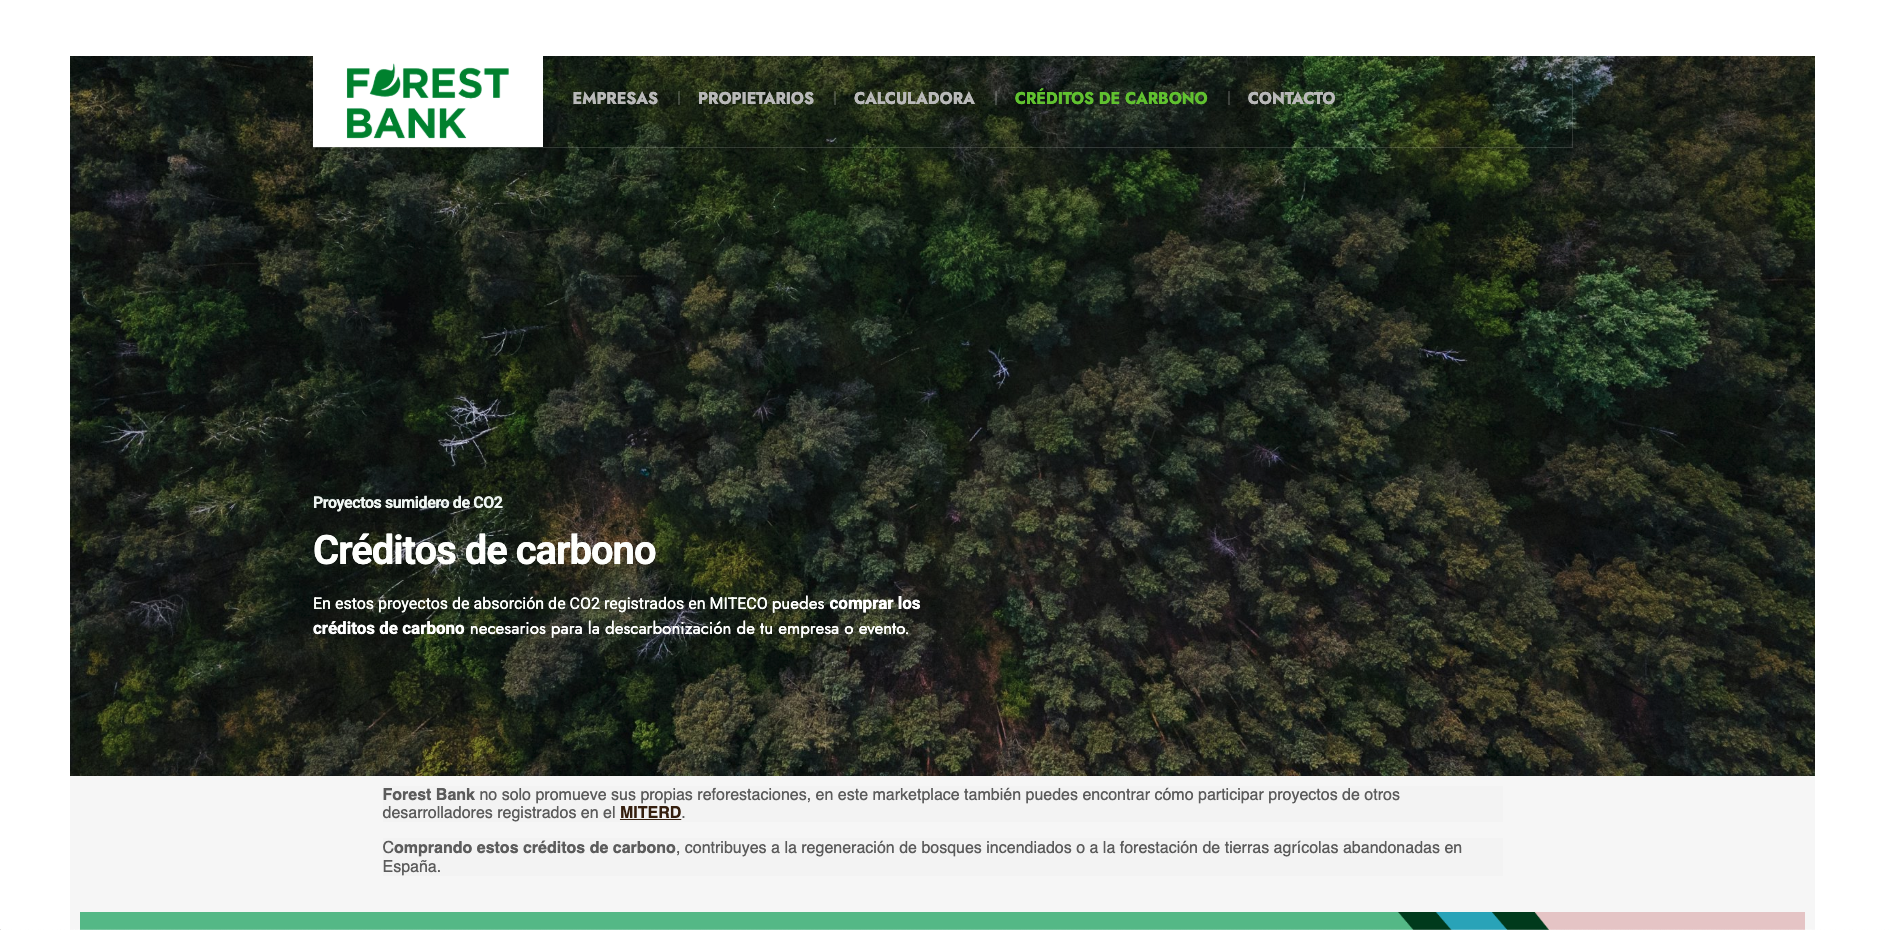 FOREST
BANK
EMPRESAS
PROPIETARIOS
CALCULADORA
CRÉDITOS DE CARBONO
CONTACTO
Proyectos sumidero de CO2
Créditos de carbono
En estos proyectos de absorción de CO2 registrados en MITECO puedes comprar los
créditos de carbono necesarios para la descarbonización de tu empresa o evento.
Forest Bank no solo promueve sus propias reforestaciones, en este marketplace también puedes encontrar cómo participar proyectos de otros
desarrolladores registrados en el MITERD.
Comprando estos créditos de carbono, contribuyes a la regeneración de bosques incendiados o a la forestación de tierras agrícolas abandonadas en
España.